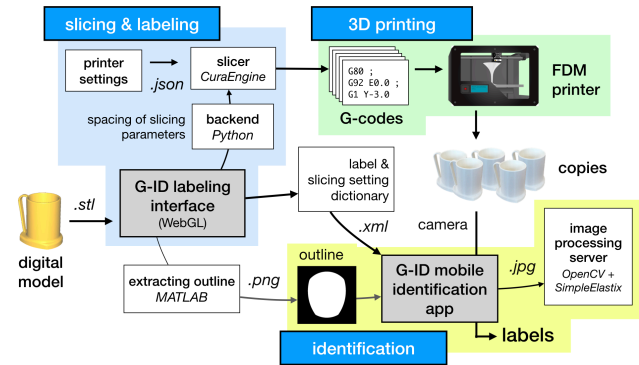 slicing & labeling
3D printing
printer
settings
.json
slicer
CuraEngine
G80 ;
G92 E0.0 ;
G1 Y-3.0
G-codes
FDM
printer
spacing of slicing
parameters
backend
Python
copies
.stl
G-ID labeling
interface
(WebGL)
label &
slicing setting
dictionary
.xml
camera
digital
model
extracting outline
MATLAB
.png
outline
G-ID mobile
identification
app
.jpg
image
processing
server
OpenCV +
SimpleElastix
labels
identification